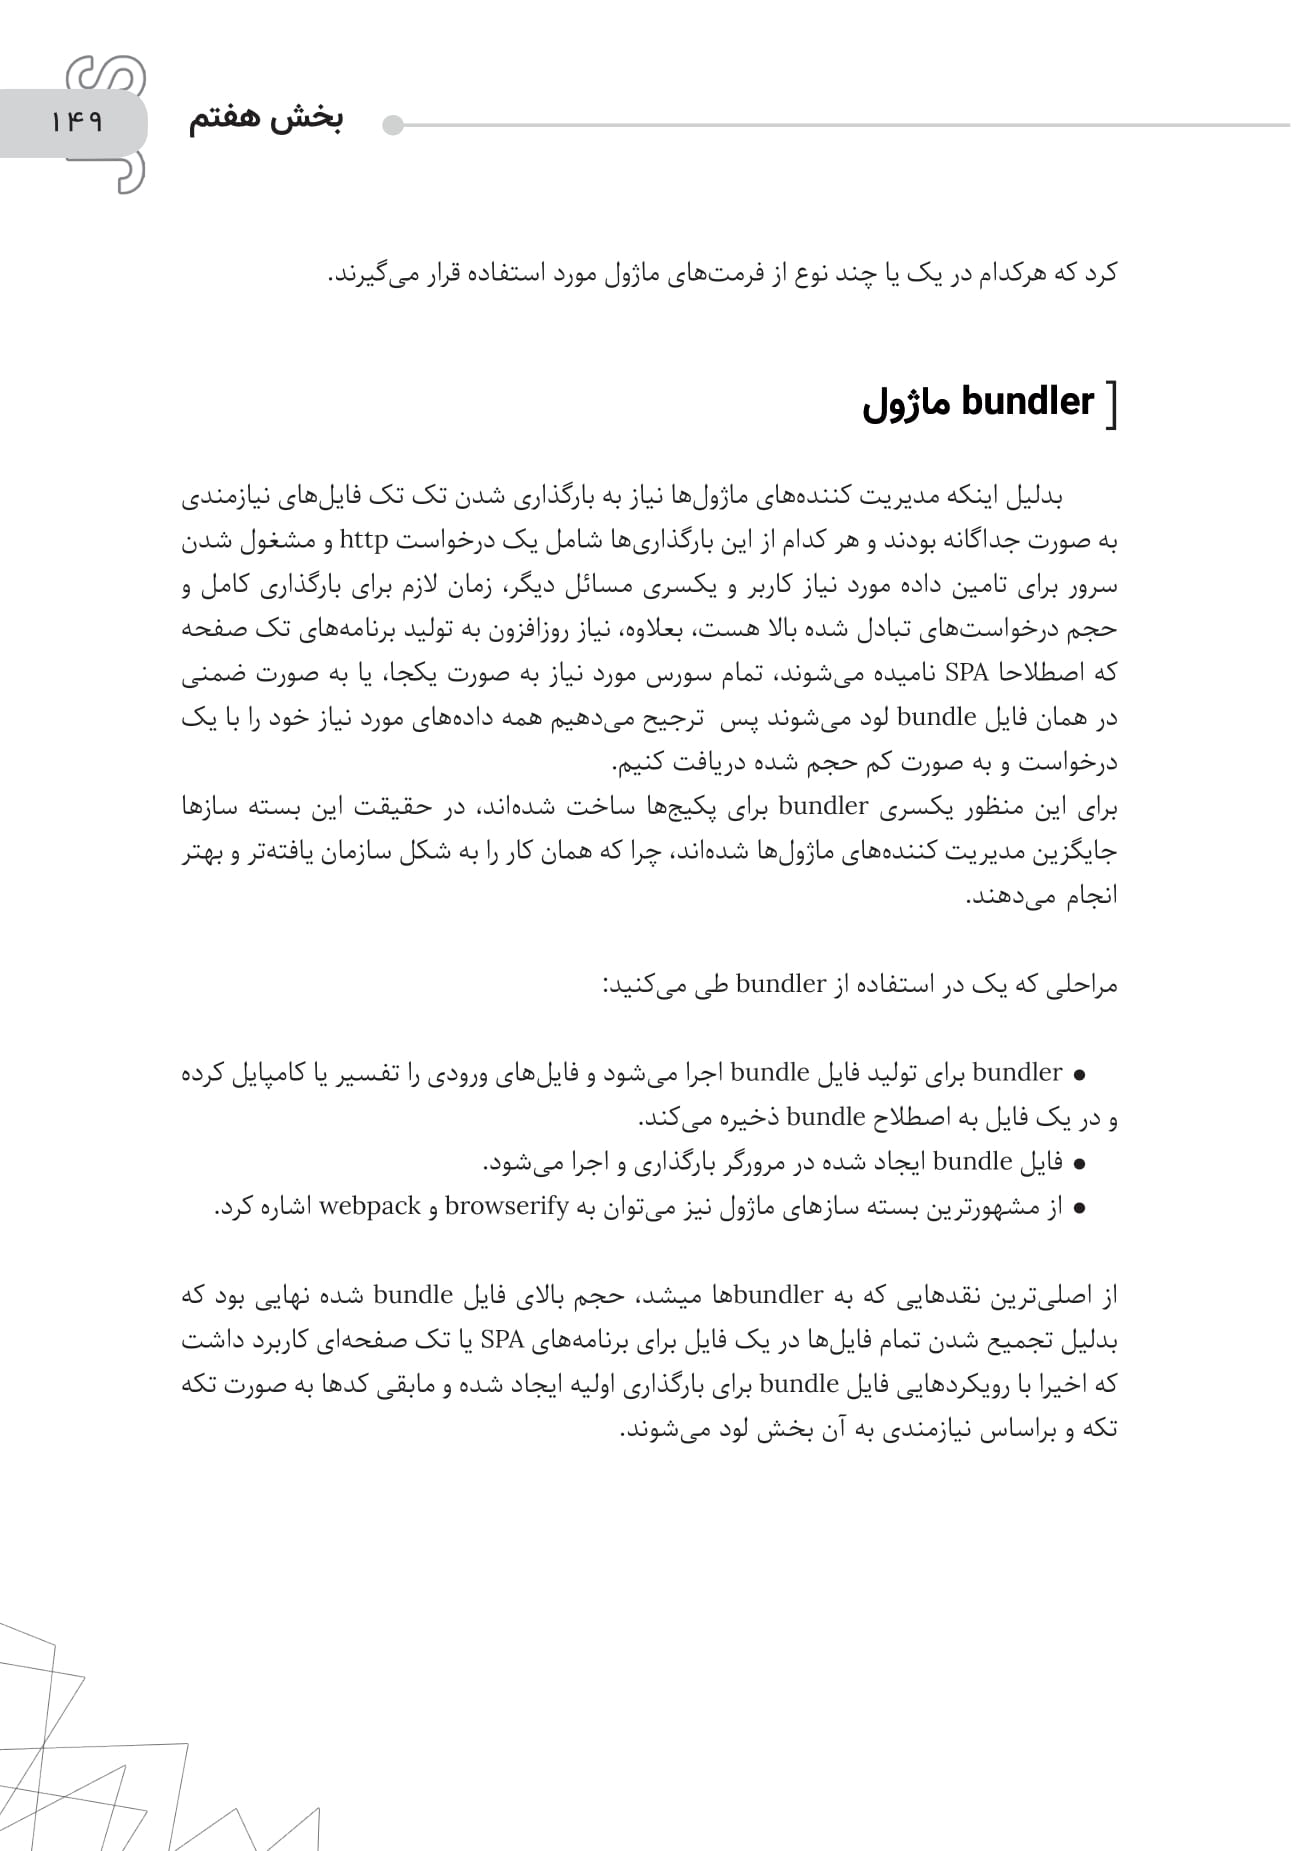 ۱۴۹
بخش هفتم
JS
کرد که هرکدام در یک یا چند نوع از فرمت‌های ماژول مورد استفاده قرار می‌گیرند.
[ bundler ماژول
بدلیل اینکه مدیریت کننده‌های ماژول‌ها نیاز به بارگذاری شدن تک تک فایل‌های نیازمندی
به صورت جداگانه بودند و هر کدام از این بارگذاری‌ها شامل یک درخواست http و مشغول شدن
سرور برای تامین داده مورد نیاز کاربر و یکسری مسائل دیگر، زمان لازم برای بارگذاری کامل و
حجم درخواست‌های تبادل شده بالا هست، بعلاوه، نیاز روزافزون به تولید برنامه‌های تک صفحه
که اصطلاحا SPA نامیده می‌شوند، تمام سورس مورد نیاز به صورت یکجا، یا به صورت ضمنی
در همان فایل bundle لود می‌شوند پس ترجیح می‌دهیم همه داده‌های مورد نیاز خود را با یک
درخواست و به صورت کم حجم شده دریافت کنیم.
برای این منظور یکسری bundler برای پکیج‌ها ساخت شده‌اند، در حقیقت این بسته سازها
جایگزین مدیریت کننده‌های ماژول‌ها شده‌اند، چرا که همان کار را به شکل سازمان یافته‌تر و بهتر
انجام می‌دهند.
مراحلی که یک در استفاده از bundler طی می‌کنید:
● bundler برای تولید فایل bundle اجرا می‌شود و فایل‌های ورودی را تفسیر یا کامپایل کرده
و در یک فایل به اصطلاح bundle ذخیره می‌کند.
● فایل bundle ایجاد شده در مرورگر بارگذاری و اجرا می‌شود.
● از مشهورترین بسته سازهای ماژول نیز می‌توان به browserify و webpack اشاره کرد.
از اصلی‌ترین نقدهایی که به bundlerها میشد، حجم بالای فایل bundle شده نهایی بود که
بدلیل تجمیع شدن تمام فایل‌ها در یک فایل برای برنامه‌های SPA یا تک صفحه‌ای کاربرد داشت
که اخیرا با رویکردهایی فایل bundle برای بارگذاری اولیه ایجاد شده و مابقی کدها به صورت تکه
تکه و براساس نیازمندی به آن بخش لود می‌شوند.